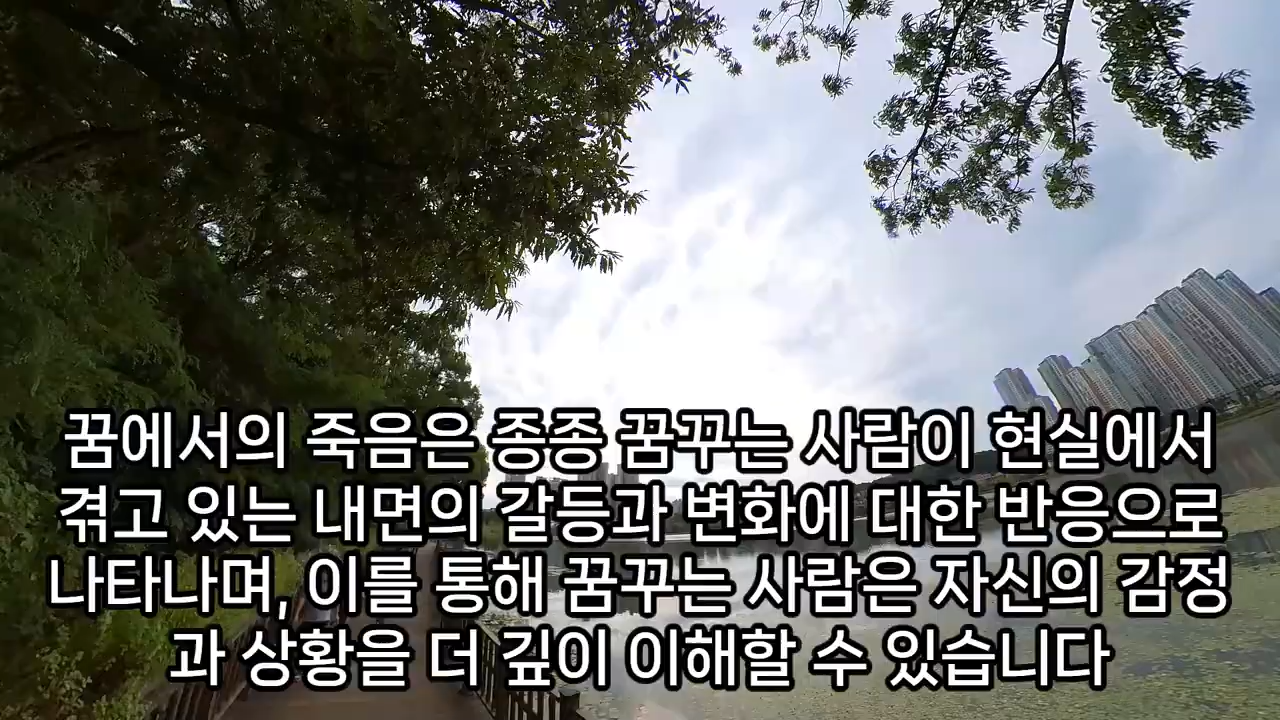 꿈에서의 죽음은 종종 꿈꾸는 사람이 현실에서
겪고 있는 내면의 갈등과 변화에 대한 반응으로
나타나며, 이를 통해 꿈꾸는 사람은 자신의 감정
과 상황을 더 깊이 이해할 수 있습니다